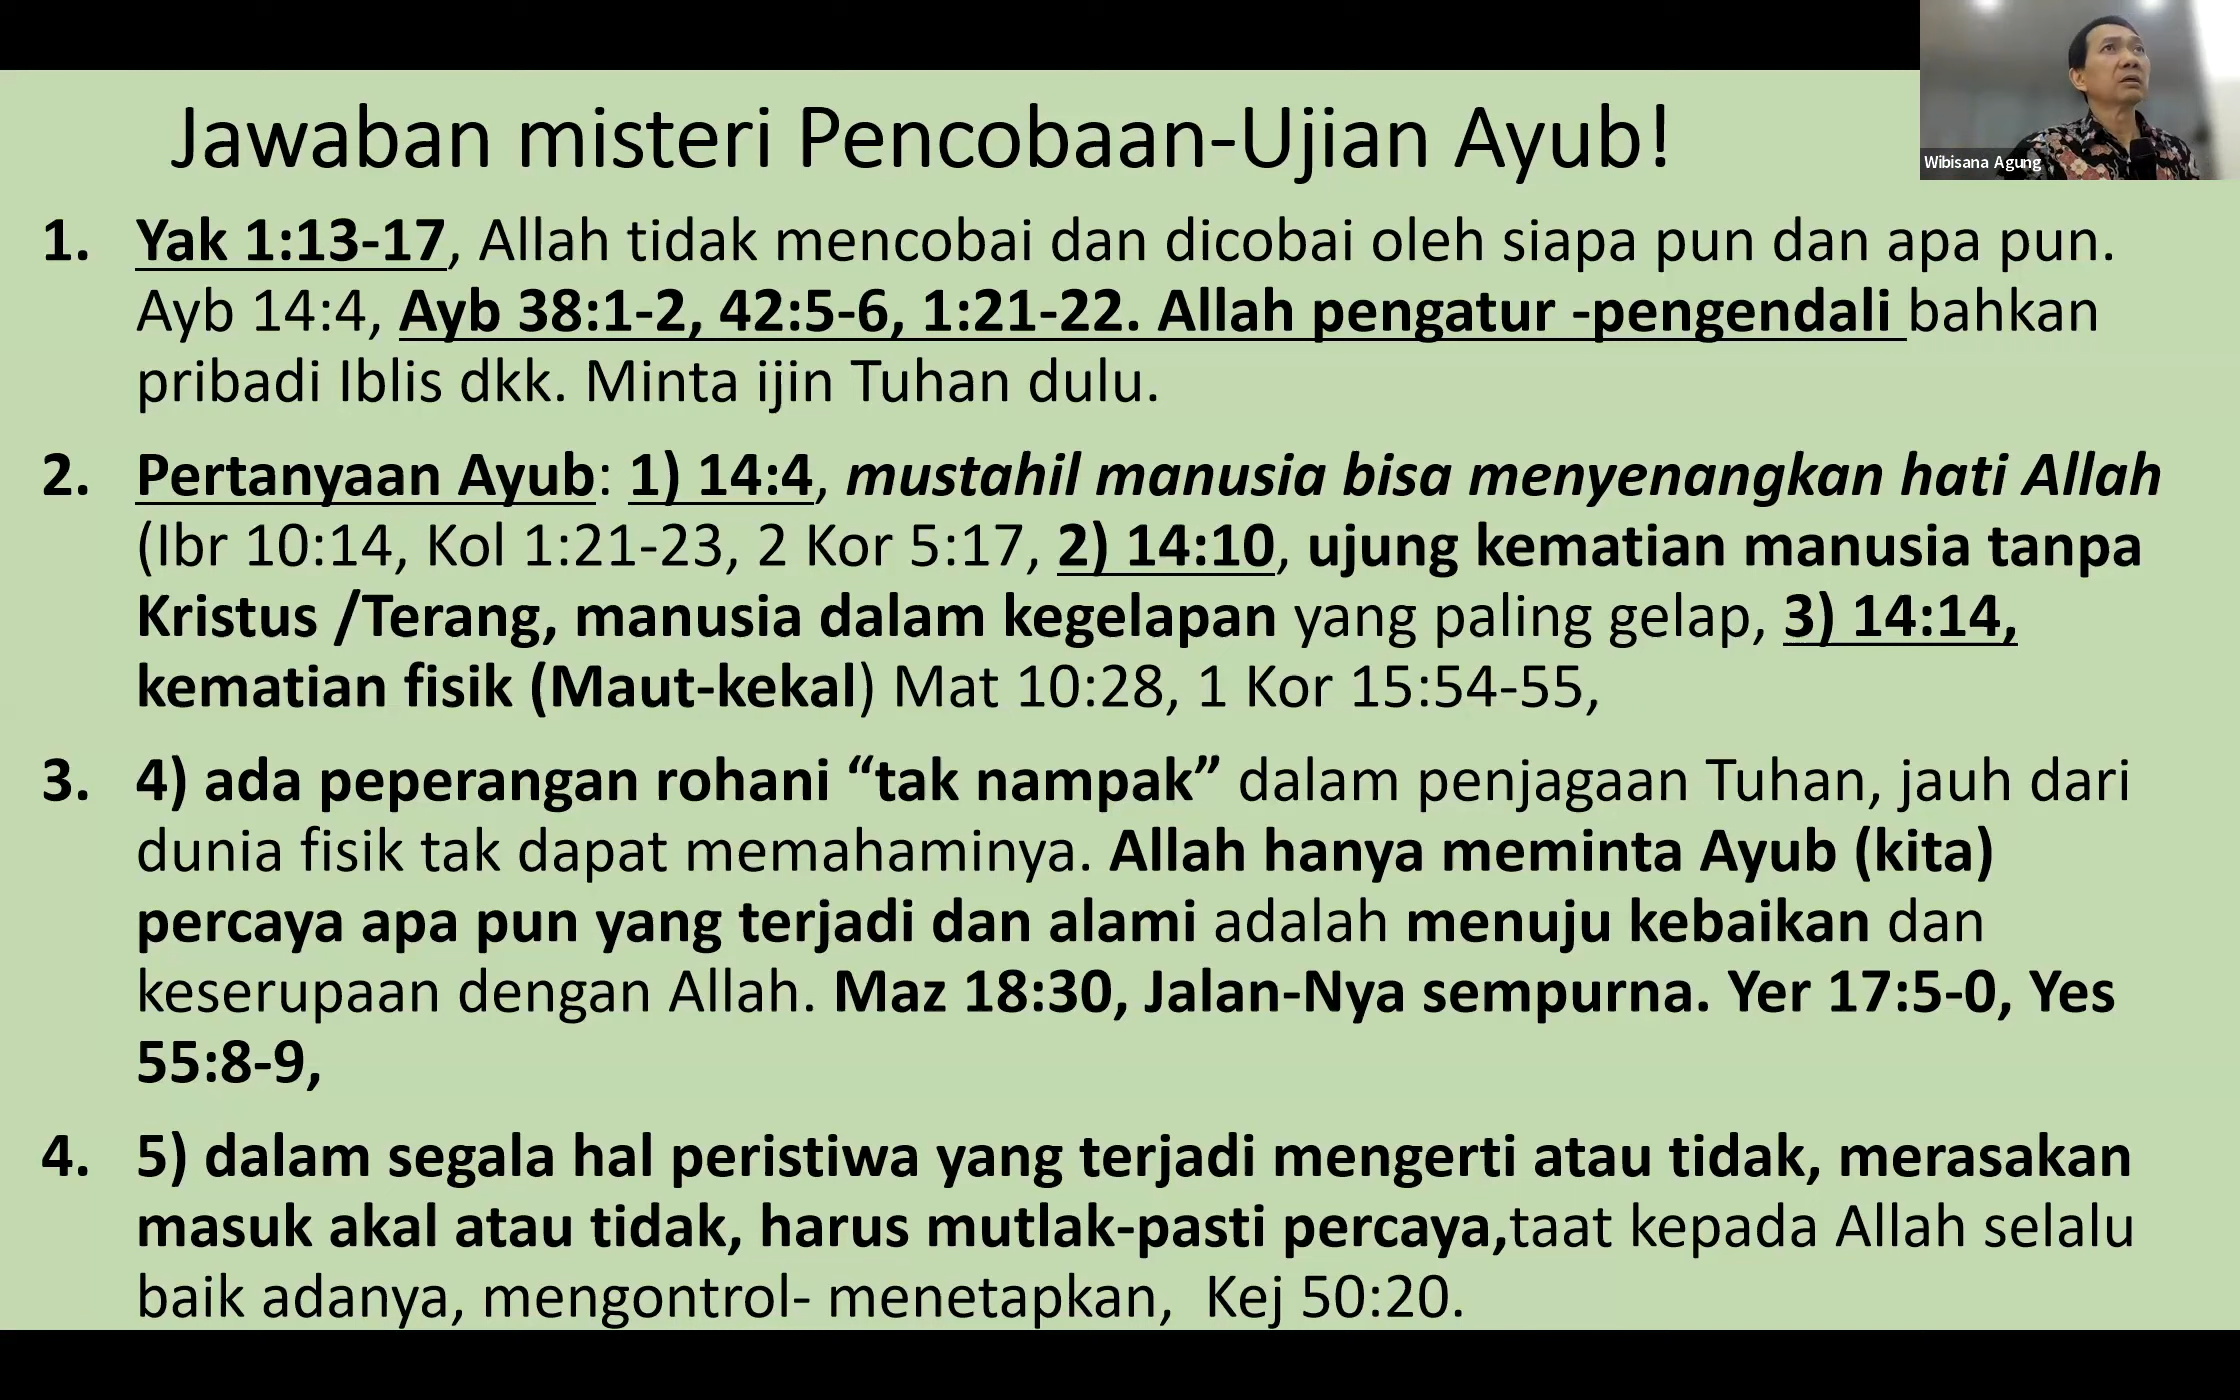 Jawaban misteri Pencobaan-Ujian Ayub!
Wibisana Agung
1. Yak 1:13-17, Allah tidak mencobai dan dicobai oleh siapa pun dan apa pun.
Ayb 14:4, Ayb 38:1-2, 42:5-6, 1:21-22. Allah pengatur -pengendali bahkan
pribadi Iblis dkk. Minta ijin Tuhan dulu.
2. Pertanyaan Ayub: 1) 14:4, mustahil manusia bisa menyenangkan hati Allah
(Ibr 10:14, Kol 1:21-23, 2 Kor 5:17, 2) 14:10, ujung kematian manusia tanpa
Kristus /Terang, manusia dalam kegelapan yang paling gelap, 3) 14:14,
kematian fisik (Maut-kekal) Mat 10:28, 1 Kor 15:54-55,
3. 4) ada peperangan rohani “tak nampak” dalam penjagaan Tuhan, jauh dari
dunia fisik tak dapat memahaminya. Allah hanya meminta Ayub (kita)
percaya apa pun yang terjadi dan alami adalah menuju kebaikan dan
keserupaan dengan Allah. Maz 18:30, Jalan-Nya sempurna. Yer 17:5-0, Yes
55:8-9,
4. 5) dalam segala hal peristiwa yang terjadi mengerti atau tidak, merasakan
masuk akal atau tidak, harus mutlak-pasti percaya,taat kepada Allah selalu
baik adanya, mengontrol- menetapkan, Kej 50:20.